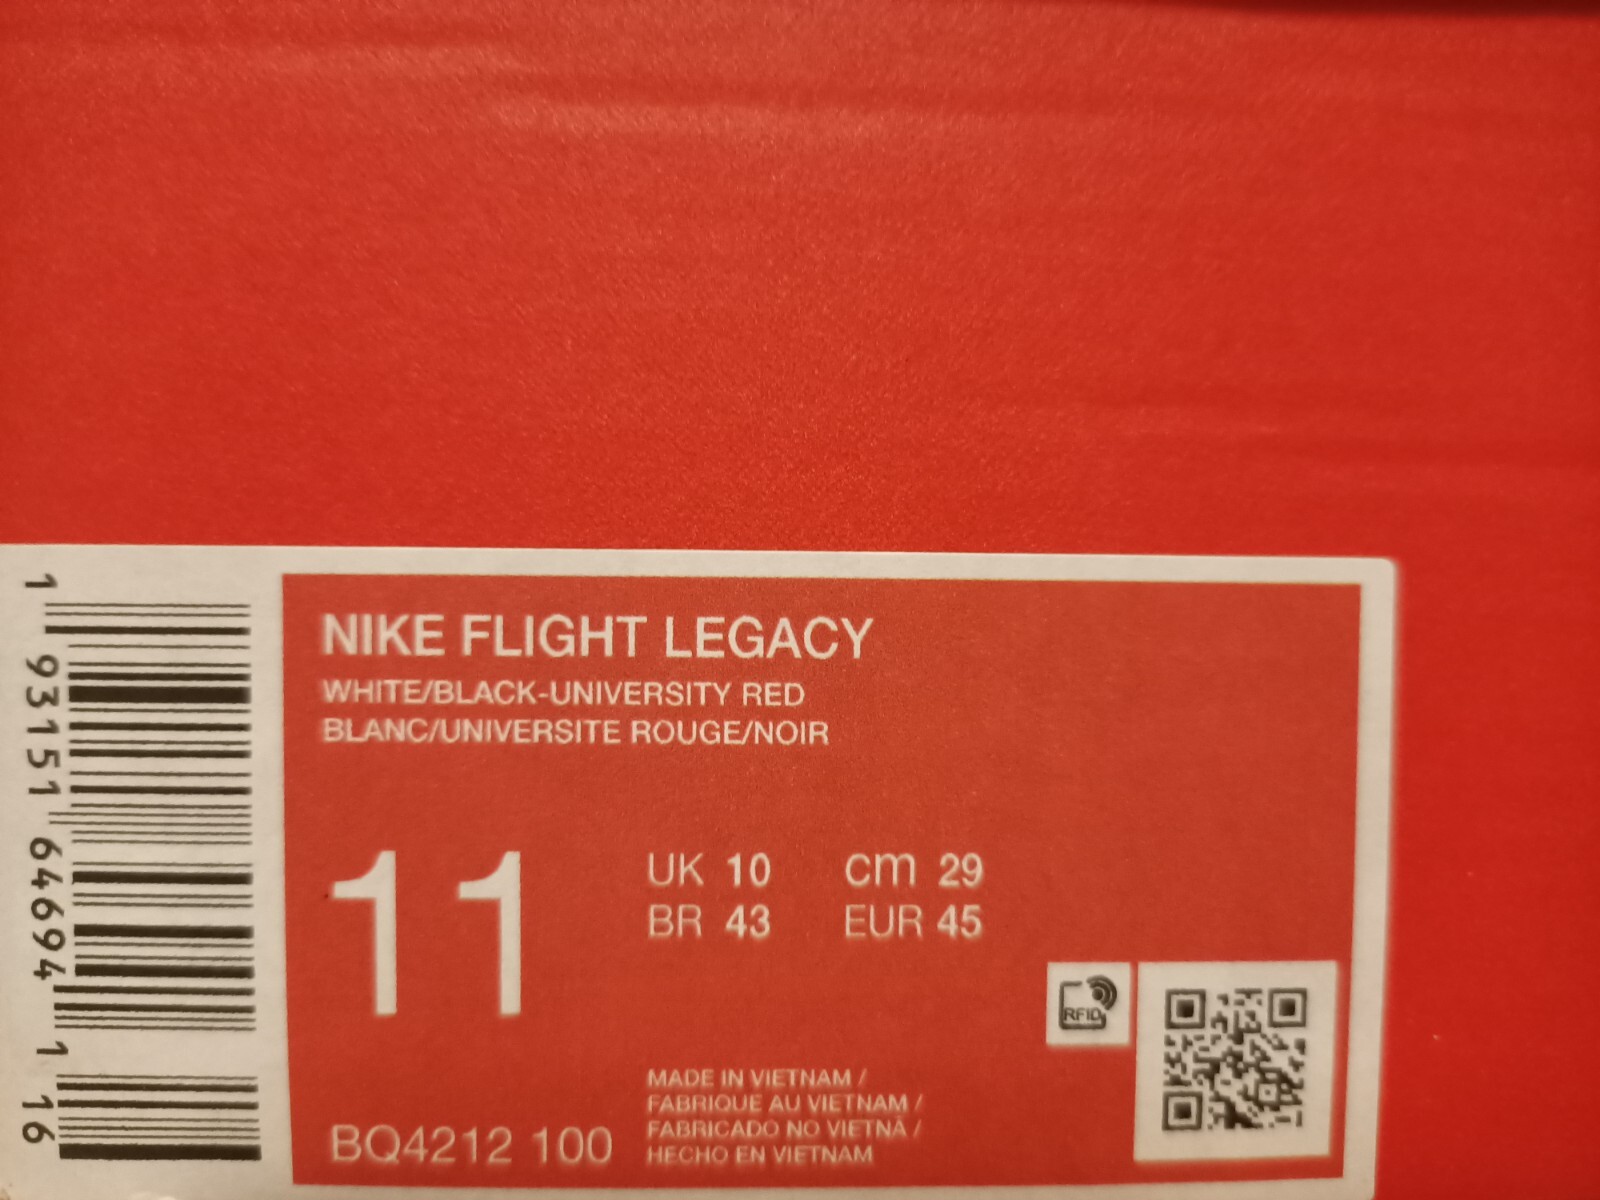 NIKE FLIGHT LEGACY
WHITE/BLACK-UNIVERSITY RED
BLANC/UNIVERSITE ROUGE/NOIR
11
UK 10 cm 29
BR 43 EUR 45
RFID
MADE IN VIETNAM /
FABRIQUE AU VIETNAM /
FABRICADO NO VIETNÃ /
HECHO EN VIETNAM
BQ4212 100
1 93151 64694 1 16